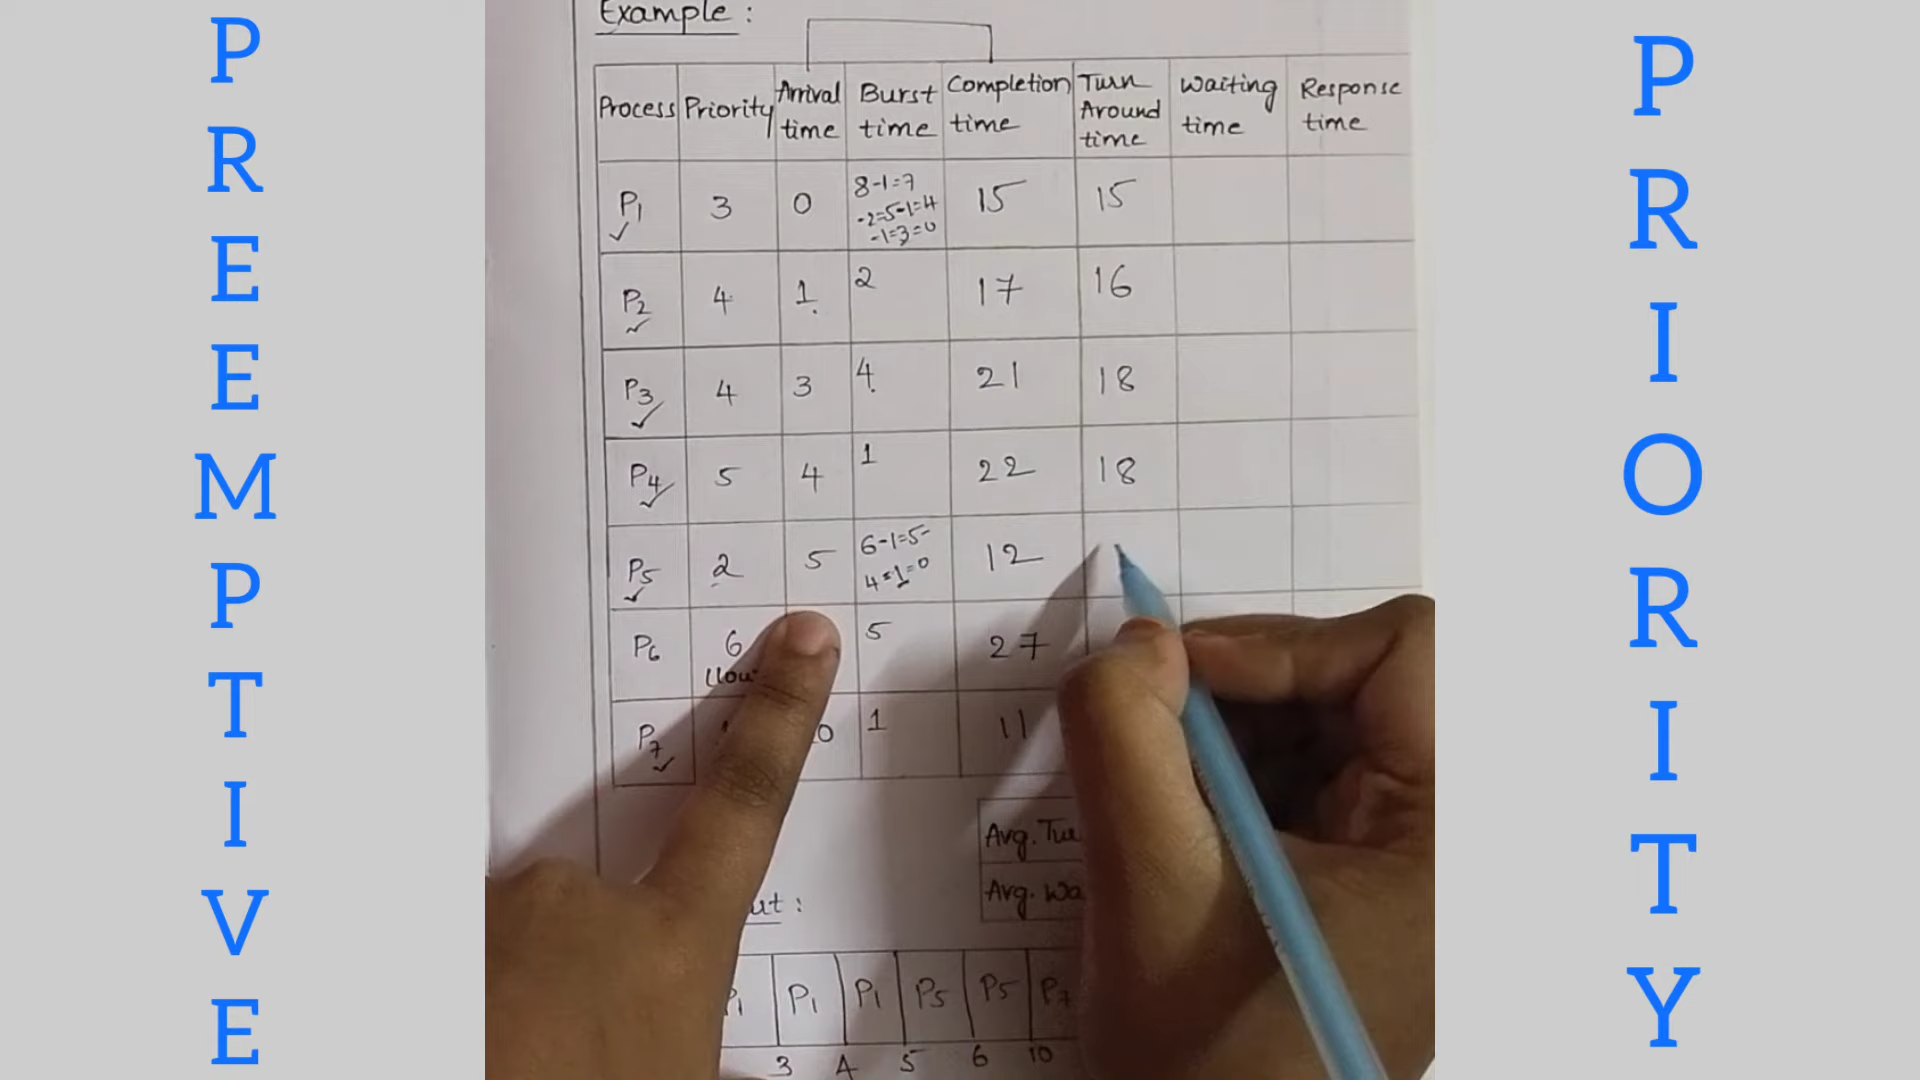 PREEMPTIVE
Example :
Process Priority Arrival time Burst time Completion time Turn Around time Waiting time Response time
P1 3 0 8-1=7 -2=5-1=4 -1=3=0 15 15
P2 4 1 2 17 16
P3 4 3 4 21 18
P4 5 4 1 22 18
P5 2 5 6-1=5- 4=1=0 12
P6 6 5 27
P7 1 11
Avg.
Avg.
P1 P1 P5 P5 P7
3 4 5 6 10
PRIORITY